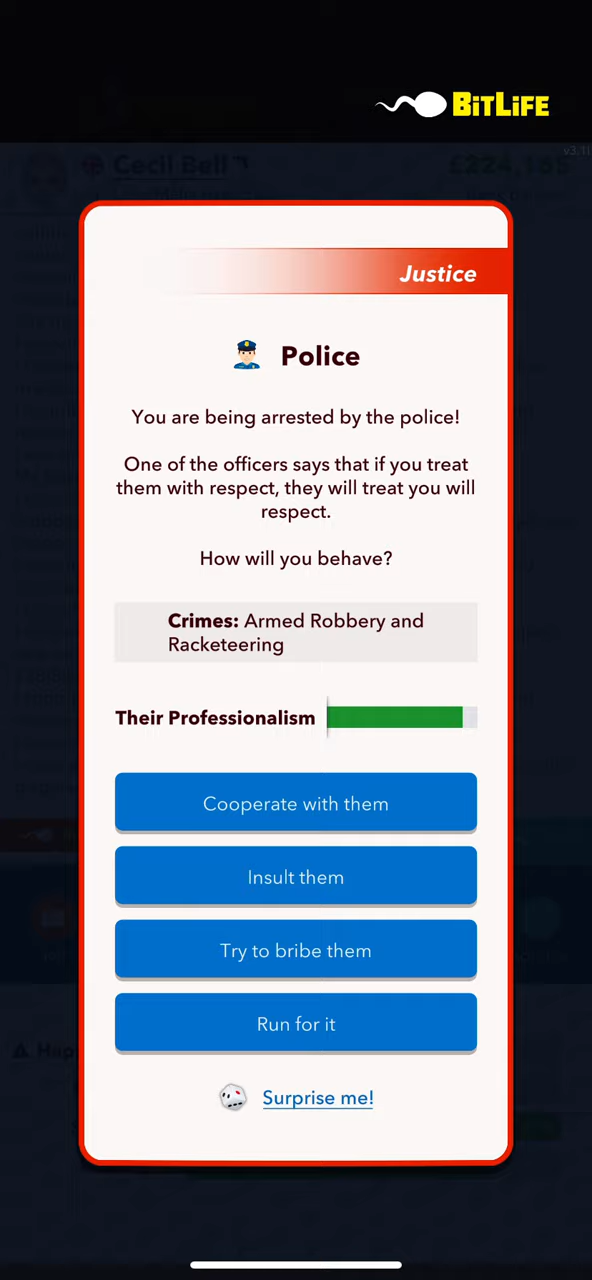 BITLIFE
Cecil Bell
Justice
Police
You are being arrested by the police!
One of the officers says that if you treat
them with respect, they will treat you will
respect.
How will you behave?
Crimes: Armed Robbery and
Racketeering
Their Professionalism
Cooperate with them
Insult them
Try to bribe them
Run for it
Surprise me!